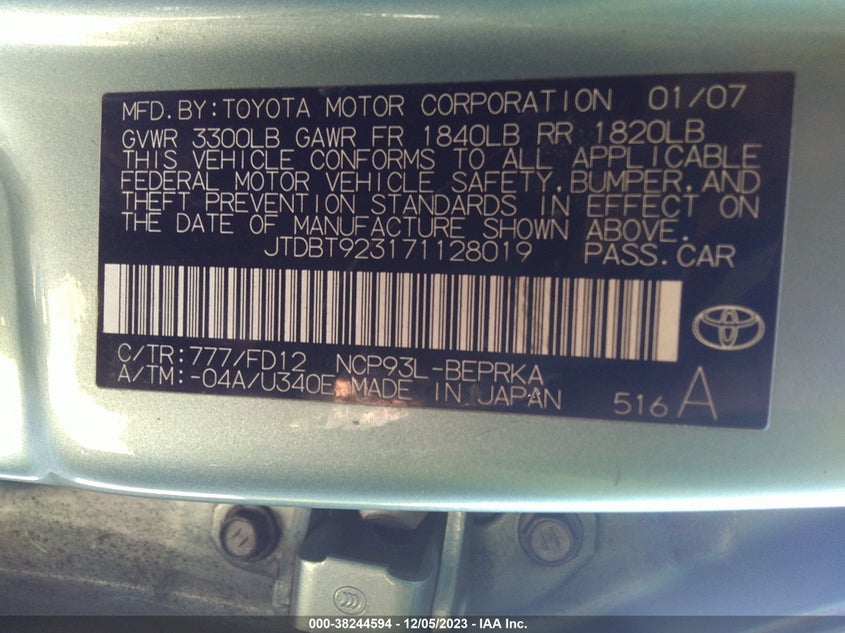 MFD.BY:TOYOTA MOTOR CORPORATION 01/07
GVWR 3300LB GAWR FR 1840LB RR 1820LB
THIS VEHICLE CONFORMS TO ALL APPLICABLE
FEDERAL MOTOR VEHICLE SAFETY,BUMPER,AND
THEFT PREVENTION STANDARDS IN EFFECT ON
THE DATE OF MANUFACTURE SHOWN ABOVE.
JTDBT923171128019 PASS.CAR
C/TR:777/FD12 NCP93L-BEPRKA
A/TM:-04A/U340E MADE IN JAPAN
516 A
000-38244594 - 12/05/2023 - IAA Inc.